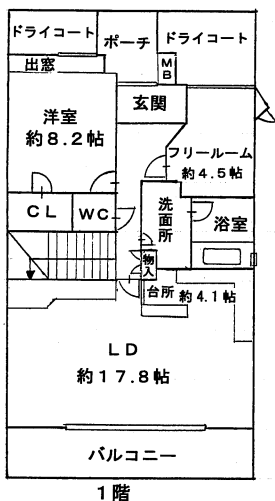 ドライコート
ポーチ
ドライコート
出窓
MB
玄関
洋室
約8.2帖
フリールーム
約4.5帖
CL
WC
洗面所
浴室
物入
台所
約4.1帖
LD
約17.8帖
バルコニー
1階